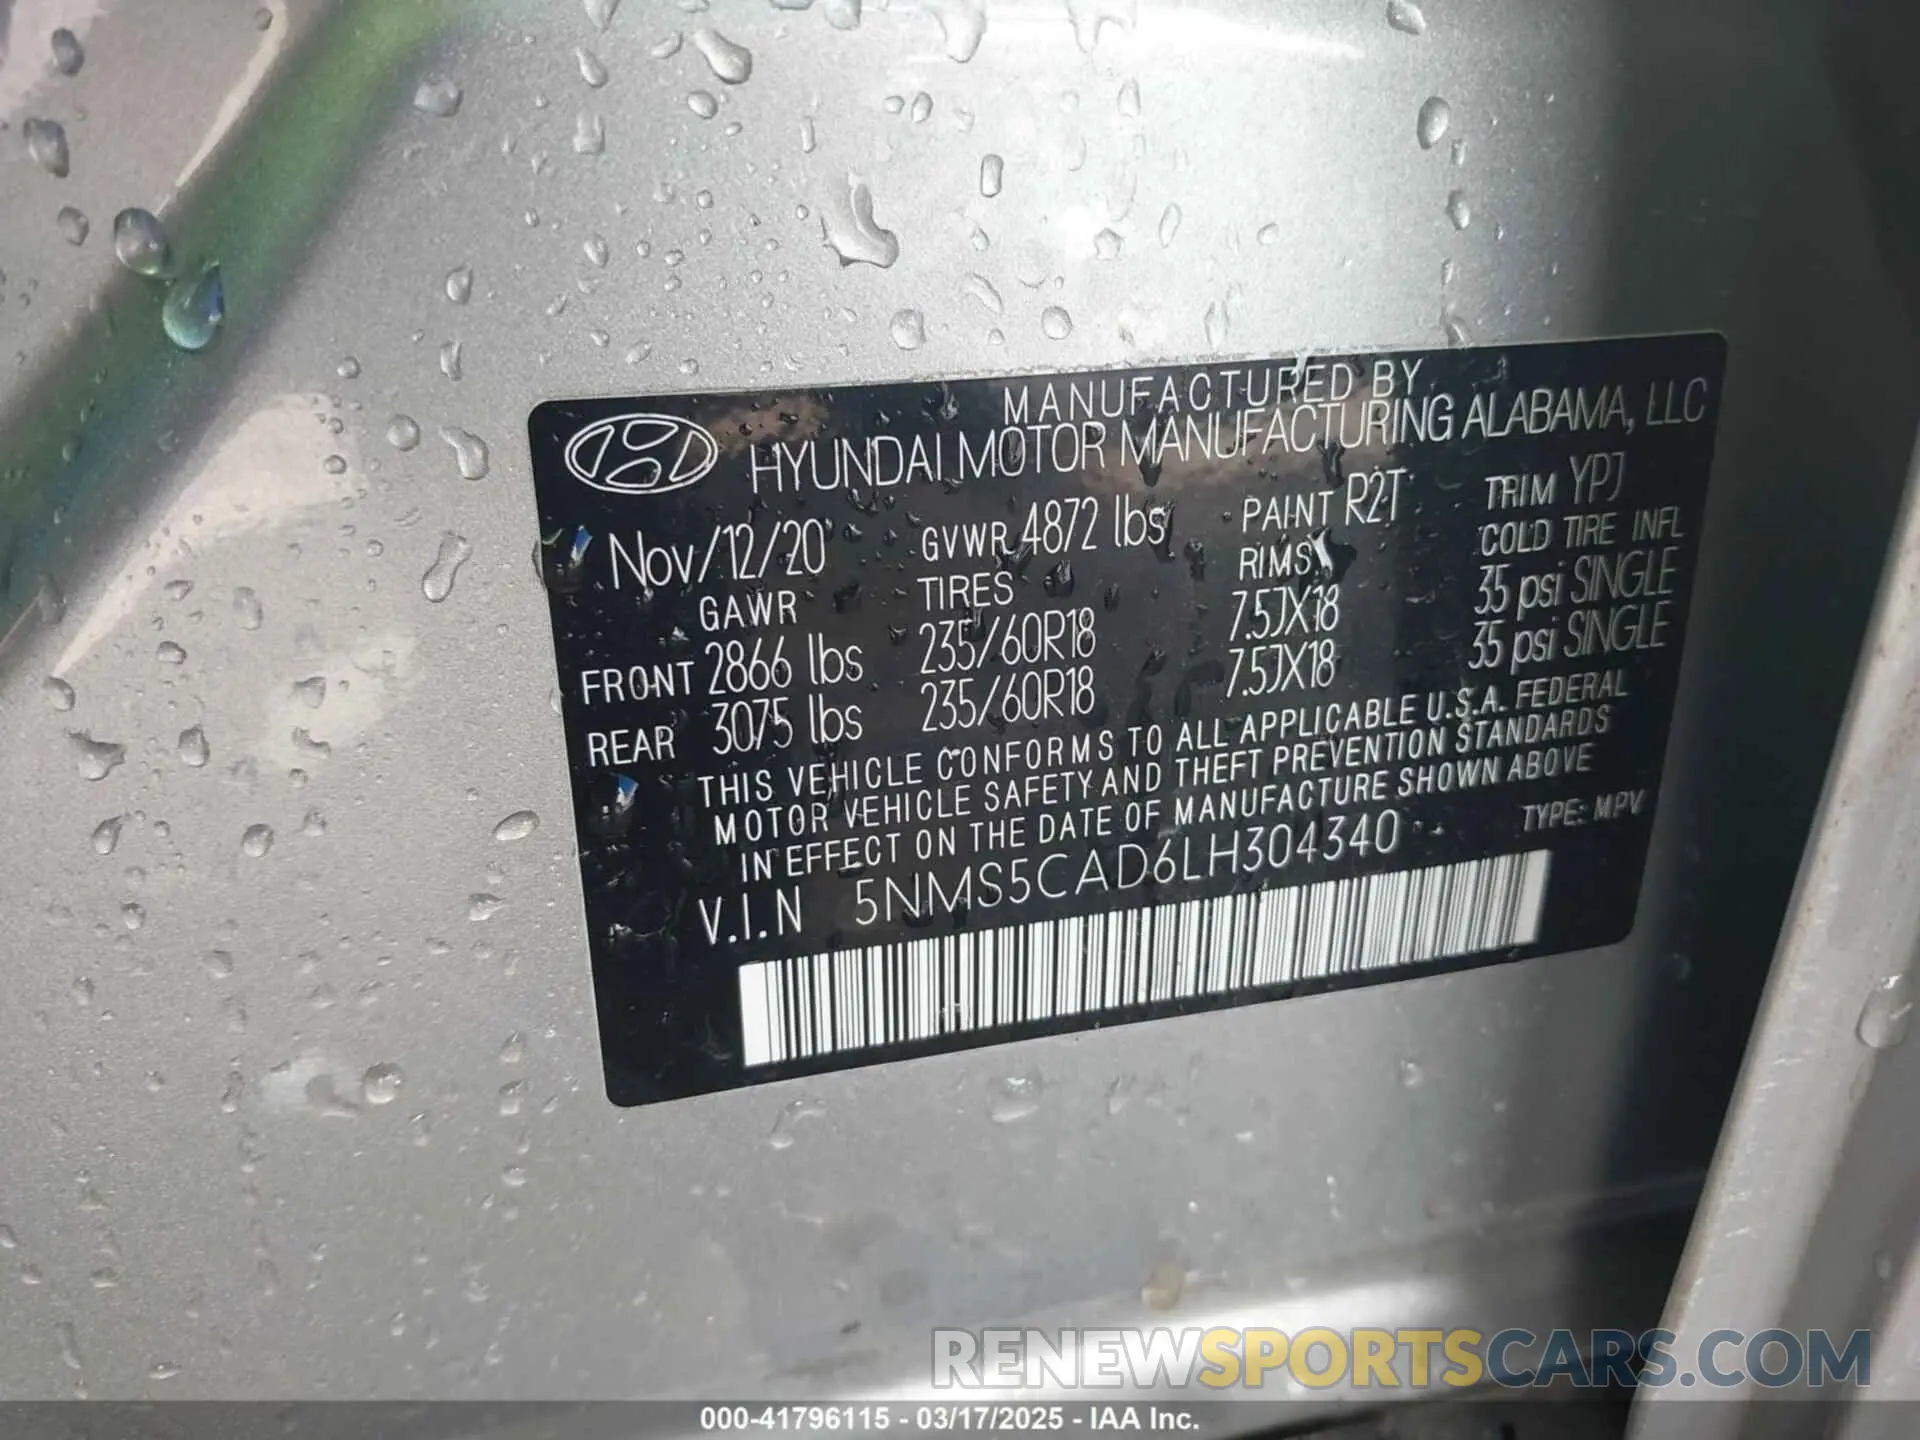 MANUFACTURED BY
HYUNDAI MOTOR MANUFACTURING ALABAMA, LLC
Nov/12/20 GVWR 4872 lbs PAINT R2T TRIM YPJ
GAWR TIRES RIMS COLD TIRE INFL
FRONT 2866 lbs 235/60R18 7.5JX18 35 psi SINGLE
REAR 3075 lbs 235/60R18 7.5JX18 35 psi SINGLE
THIS VEHICLE CONFORMS TO ALL APPLICABLE U.S.A. FEDERAL
MOTOR VEHICLE SAFETY AND THEFT PREVENTION STANDARDS
IN EFFECT ON THE DATE OF MANUFACTURE SHOWN ABOVE
V.I.N 5NMS5CAD6LH304340 TYPE: MPV
RENEWSPORTSCARS.COM
000-41796115 - 03/17/2025 - IAA Inc.